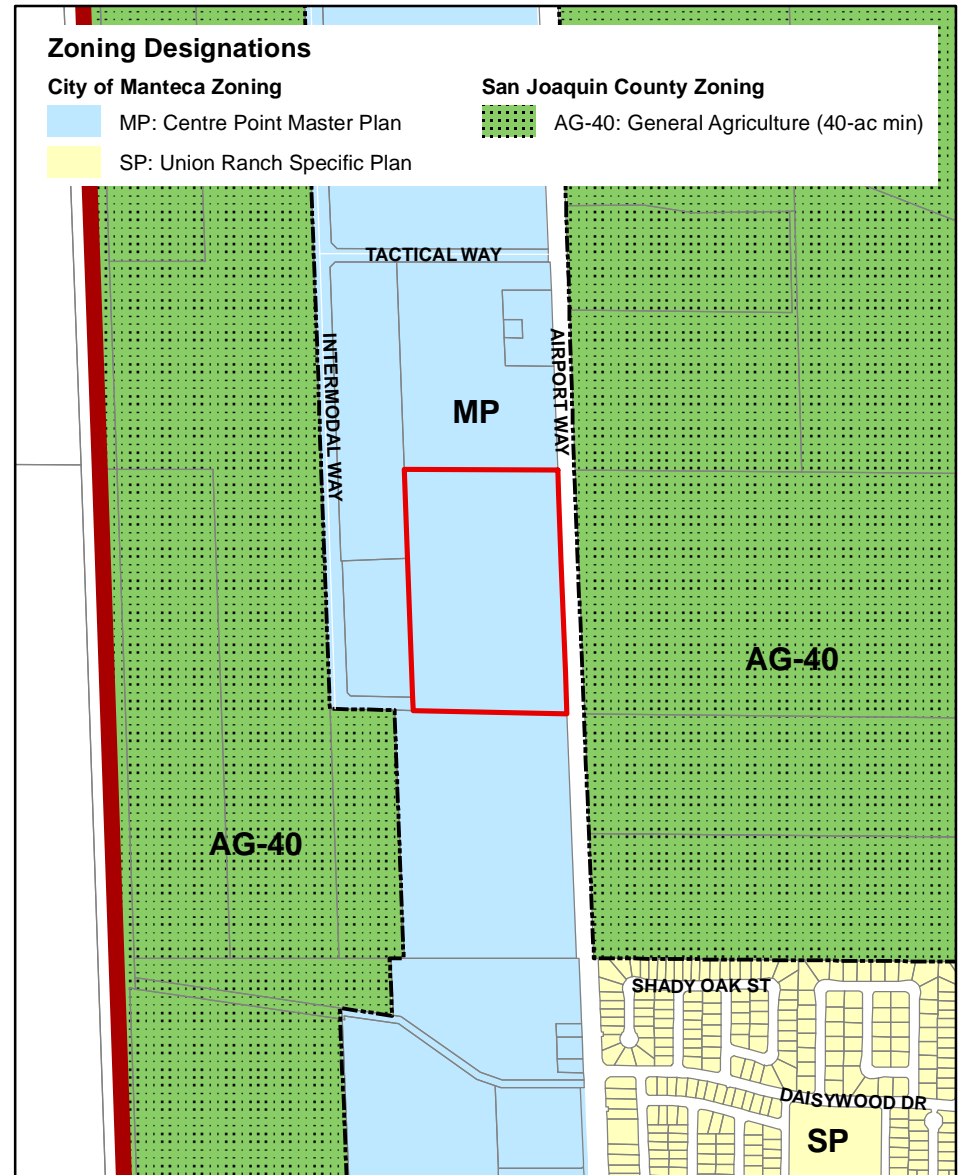 Zoning Designations
City of Manteca Zoning
MP: Centre Point Master Plan
SP: Union Ranch Specific Plan
San Joaquin County Zoning
AG-40: General Agriculture (40-ac min)
TACTICAL WAY
INTERMODAL WAY
AIRPORT WAY
MP
AG-40
AG-40
SHADY OAK ST
DAISYWOOD DR
SP